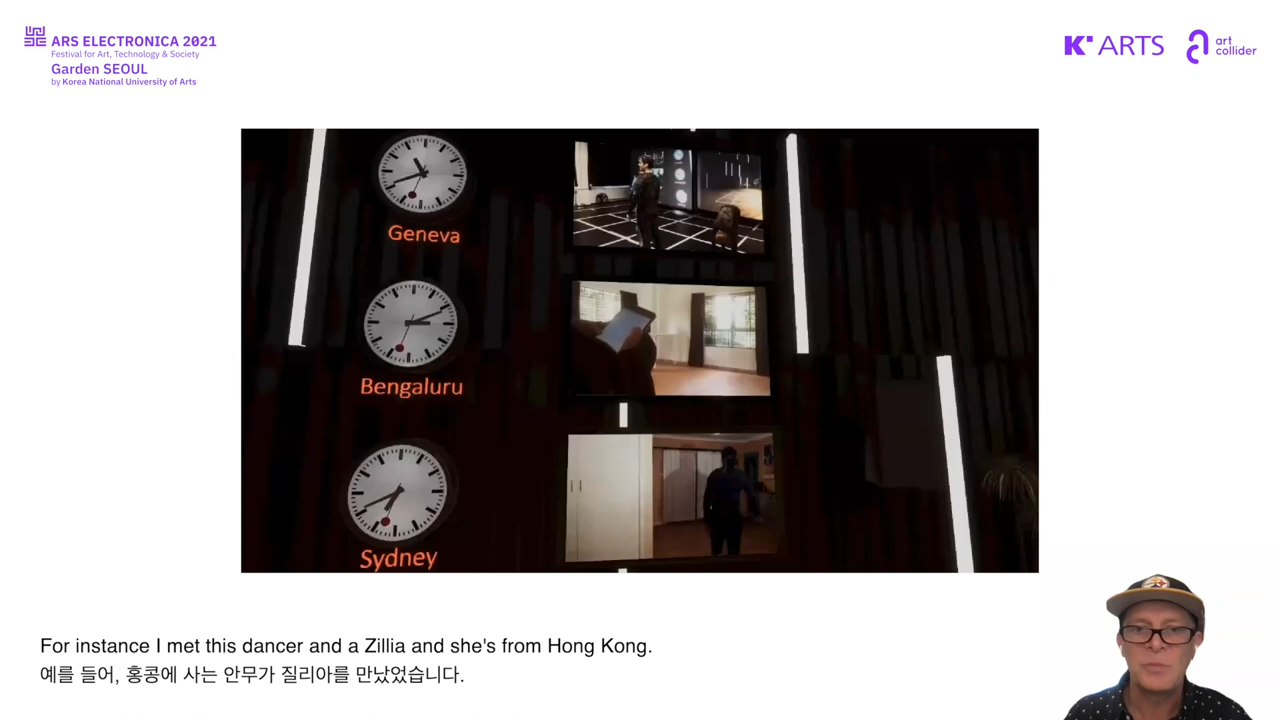 ARS ELECTRONICA 2021
Festival for Art, Technology & Society
Garden SEOUL
by Korea National University of Arts
K' ARTS
art
collider
Geneva
Bengaluru
Sydney
For instance I met this dancer and a Zillia and she's from Hong Kong.
예를 들어, 홍콩에 사는 안무가 질리아를 만났었습니다.